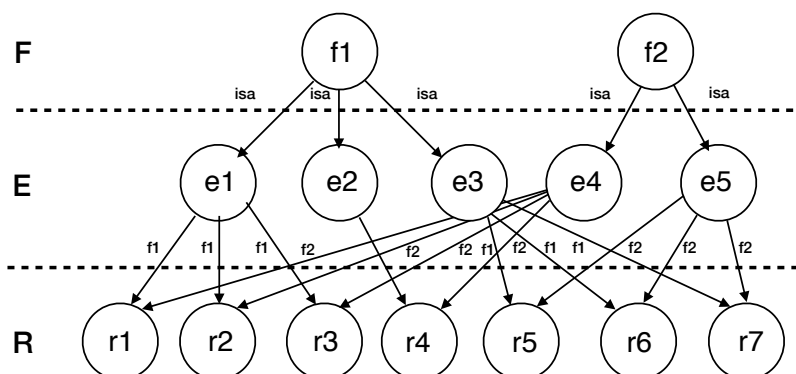 F f1 f2
isa isa isa isa isa
E e1 e2 e3 e4 e5
f1 f1 f1 f2 f2 f2 f1 f2 f1 f1 f2 f2 f2
R r1 r2 r3 r4 r5 r6 r7